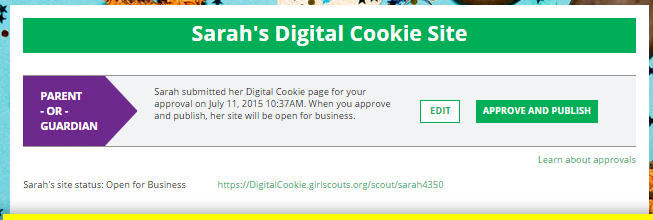 Sarah's Digital Cookie Site
PARENT
- OR -
GUARDIAN
Sarah submitted her Digital Cookie page for your
approval on July 11, 2015 10:37AM. When you approve
and publish, her site will be open for business.
EDIT
APPROVE AND PUBLISH
Learn about approvals
Sarah's site status: Open for Business
https://DigitalCookie.girlscouts.org/scout/sarah4350